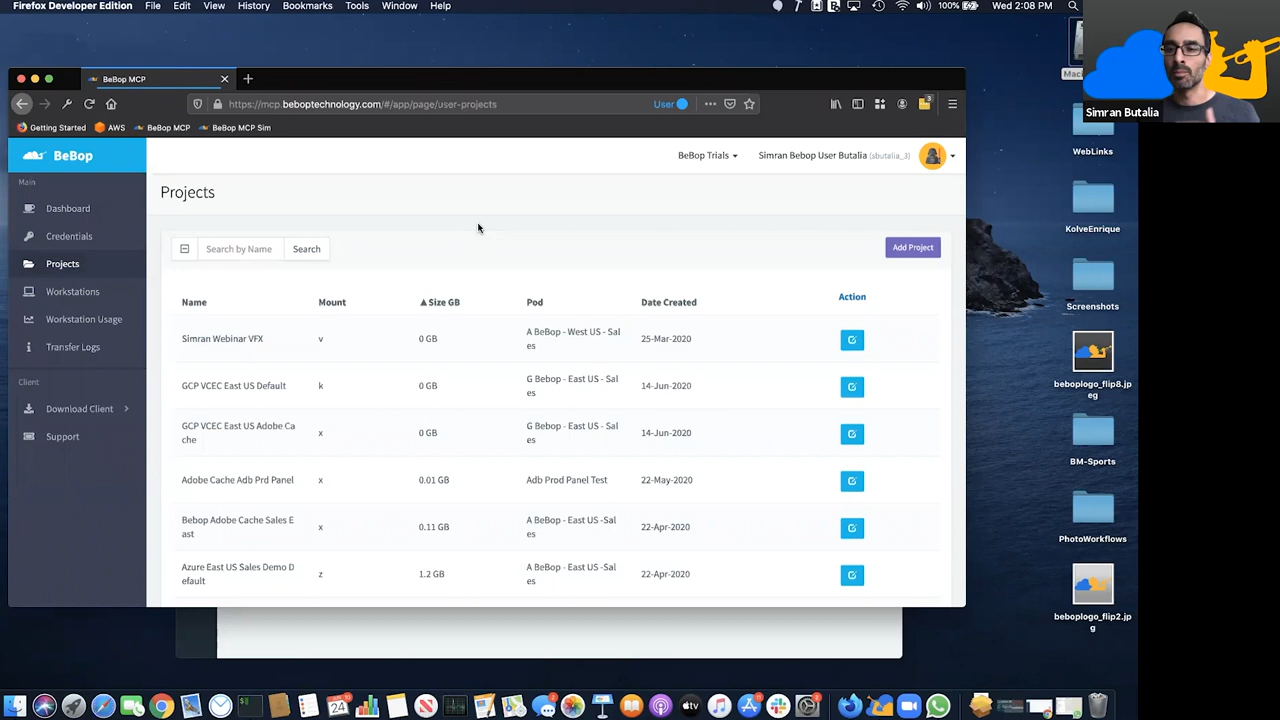 Firefox Developer Edition File Edit View History Bookmarks Tools Window Help
100% Wed 2:08 PM
BeBop MCP
https://mcp.beboptechnology.com/#/app/page/user-projects
User
3
Getting Started AWS BeBop MCP BeBop MCP Sim
BeBop
BeBop Trials Simran Bebop User Butalia (sbutalia_3)
Main
Dashboard
Credentials
Projects
Workstations
Workstation Usage
Transfer Logs
Client
Download Client
Support
Projects
Search by Name Search Add Project
Name Mount ▲Size GB Pod Date Created Action
Simran Webinar VFX v 0 GB A BeBop - West US - Sal
es 25-Mar-2020
GCP VCEC East US Default k 0 GB G Bebop - East US - Sal
es 14-Jun-2020
GCP VCEC East US Adobe Ca
che x 0 GB G Bebop - East US - Sal
es 14-Jun-2020
Adobe Cache Adb Prd Panel x 0.01 GB Adb Prod Panel Test 22-May-2020
Bebop Adobe Cache Sales E
ast x 0.11 GB A BeBop - East US -Sal
es 22-Apr-2020
Azure East US Sales Demo D
efault z 1.2 GB A BeBop - East US -Sal
es 22-Apr-2020
Simran Butalia
WebLinks
KolveEnrique
Screenshots
beboplogo_flip8.jp
eg
BM-Sports
PhotoWorkflows
beboplogo_flip2.jp
g
24